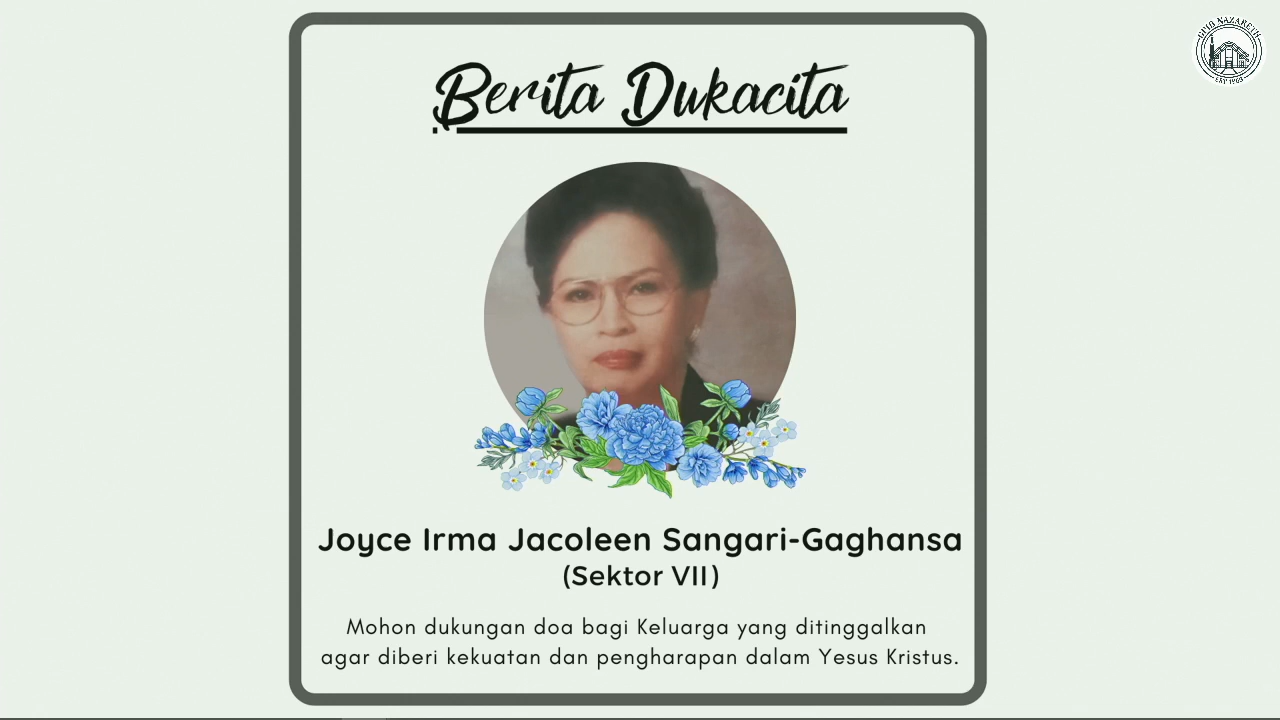 Berita Dukacita
Joyce Irma Jacoleen Sangari-Gaghansa
(Sektor VII)
Mohon dukungan doa bagi Keluarga yang ditinggalkan
agar diberi kekuatan dan pengharapan dalam Yesus Kristus.
NAZARETH